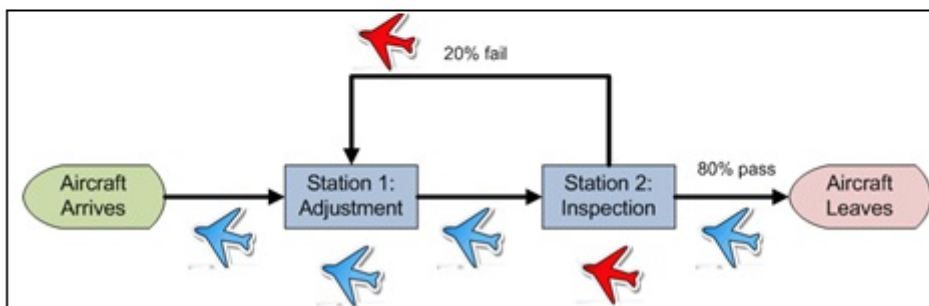 20% fail
Aircraft
Arrives
Station 1:
Adjustment
Station 2:
Inspection
80% pass
Aircraft
Leaves